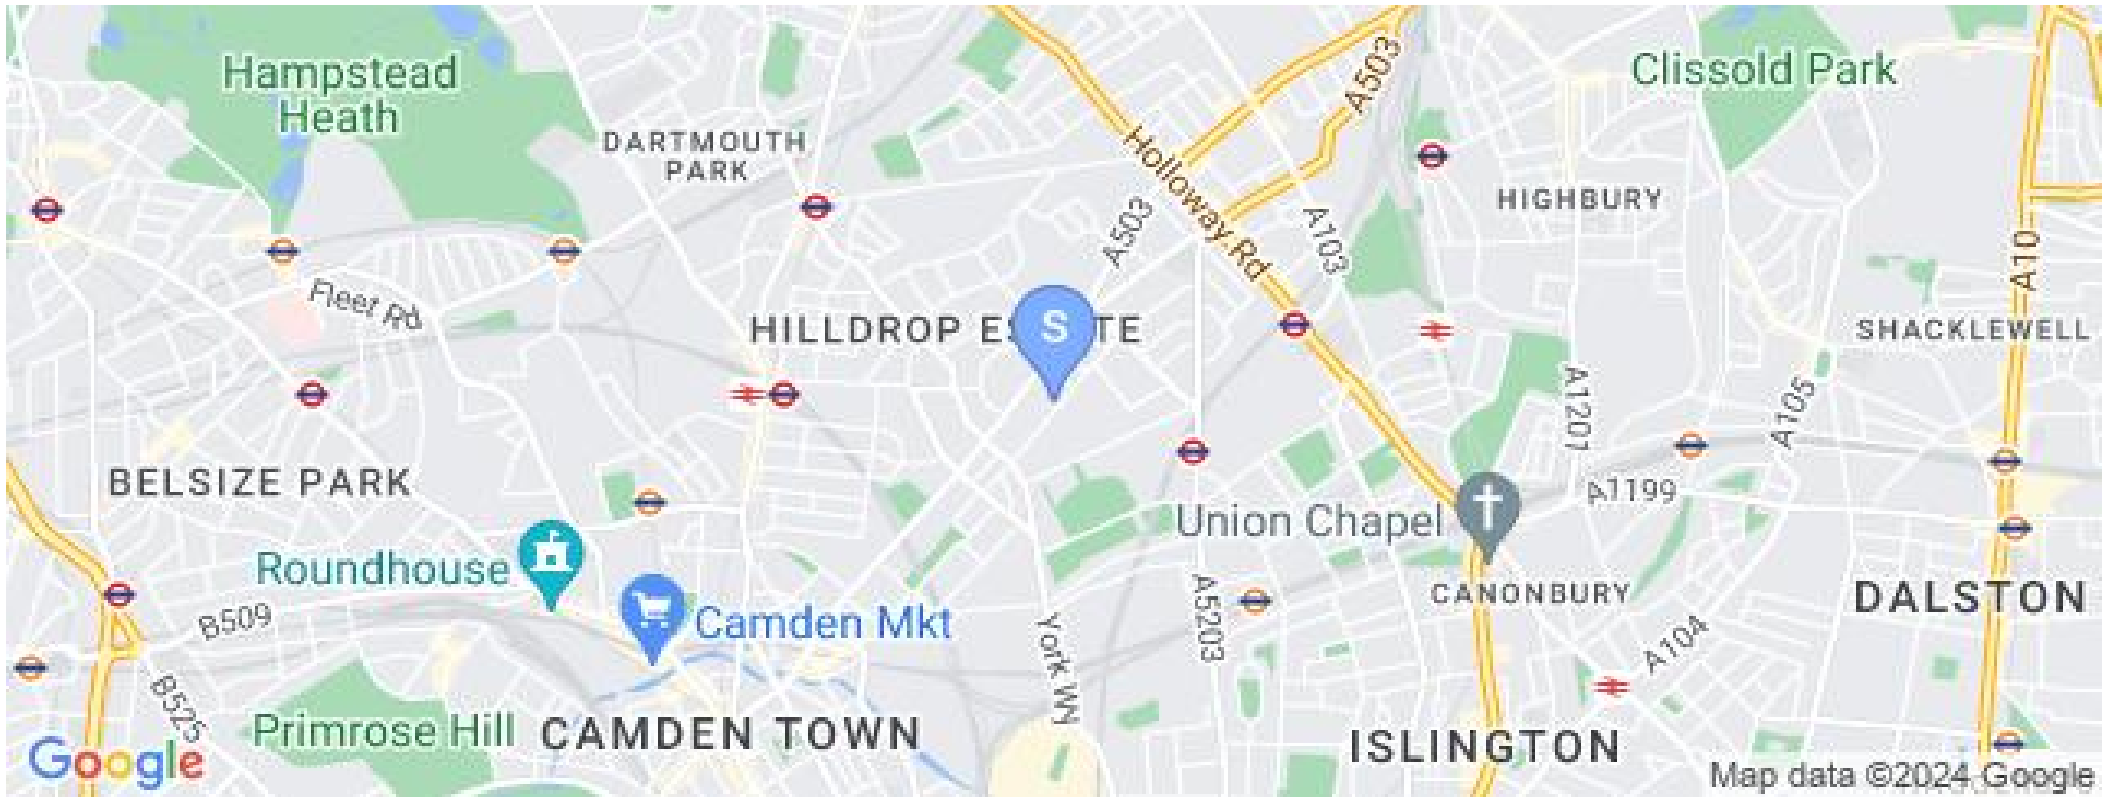 Hampstead
Heath
Clissold Park
A503
DARTMOUTH
PARK
Holloway Rd
HIGHBURY
A503
A103
A10
Fleet Rd
HILLDROP
S
TE
SHACKLEWELL
A1201
A105
BELSIZE PARK
A1199
Union Chapel
Roundhouse
CANONBURY
DALSTON
B509
Camden Mkt
A5203
York Wy
A104
B525
Primrose Hill
CAMDEN TOWN
ISLINGTON
Google
Map data ©2024 Google